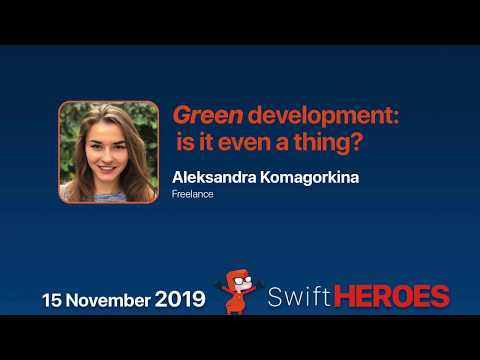 Green development:
is it even a thing?
Aleksandra Komagorkina
Freelance
15 November 2019
SwiftHEROES